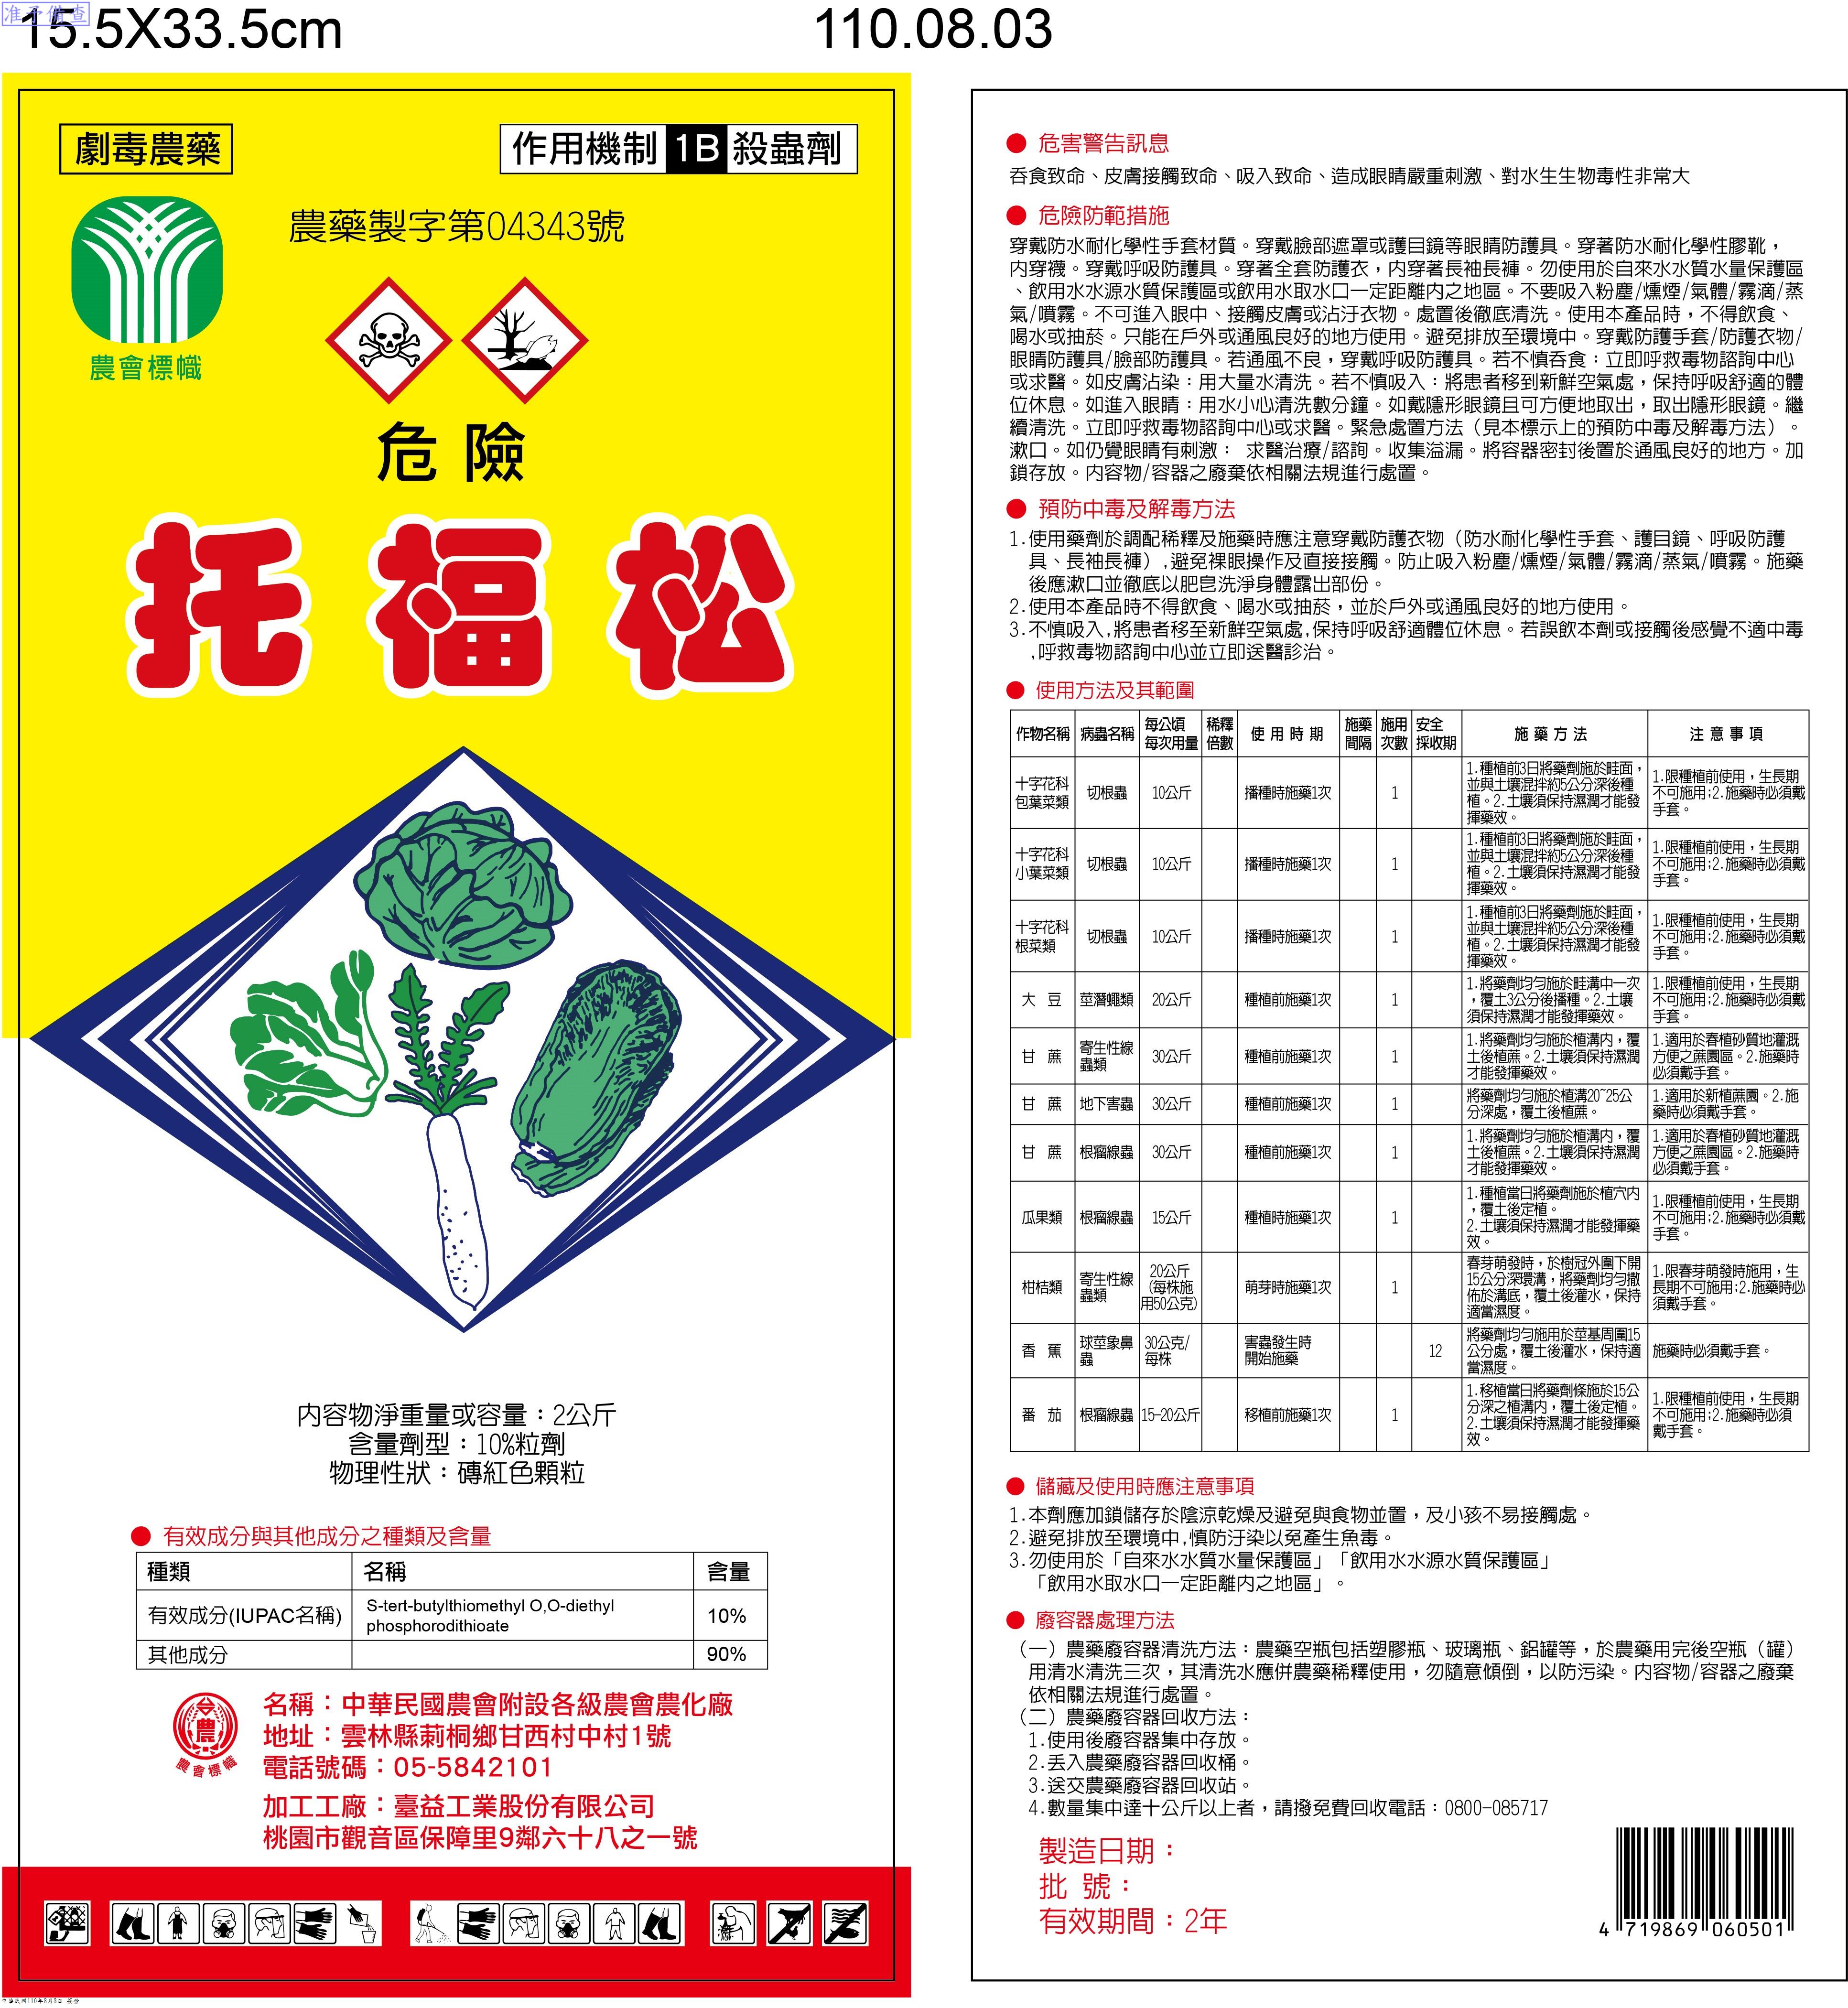 准予備查
15.5X33.5cm
110.08.03
劇毒農藥
作用機制 1B 殺蟲劑
農藥製字第04343號
農會標幟
危險
托福松
內容物淨重量或容量：2公斤
含量劑型：10%粒劑
物理性狀：磚紅色顆粒
● 有效成分與其他成分之種類及含量
種類 名稱 含量
有效成分(IUPAC名稱) S-tert-butylthiomethyl O,O-diethyl phosphorodithioate 10%
其他成分 90%
農
農會標幟
名稱：中華民國農會附設各級農會農化廠
地址：雲林縣莿桐鄉甘西村中村1號
電話號碼：05-5842101
加工工廠：臺益工業股份有限公司
桃園市觀音區保障里9鄰六十八之一號
中華民國110年8月3日 簽發
● 危害警告訊息
吞食致命、皮膚接觸致命、吸入致命、造成眼睛嚴重刺激、對水生生物毒性非常大
● 危險防範措施
穿戴防水耐化學性手套材質。穿戴臉部遮罩或護目鏡等眼睛防護具。穿著防水耐化學性膠靴，
內穿襪。穿戴呼吸防護具。穿著全套防護衣，內穿著長袖長褲。勿使用於自來水水質水量保護區
、飲用水水源水質保護區或飲用水取水口一定距離內之地區。不要吸入粉塵/燻煙/氣體/霧滴/蒸
氣/噴霧。不可進入眼中、接觸皮膚或沾汙衣物。處置後徹底清洗。使用本產品時，不得飲食、
喝水或抽菸。只能在戶外或通風良好的地方使用。避免排放至環境中。穿戴防護手套/防護衣物/
眼睛防護具/臉部防護具。若通風不良，穿戴呼吸防護具。若不慎吞食：立即呼救毒物諮詢中心
或求醫。如皮膚沾染：用大量水清洗。若不慎吸入：將患者移到新鮮空氣處，保持呼吸舒適的體
位休息。如進入眼睛：用水小心清洗數分鐘。如戴隱形眼鏡且可方便地取出，取出隱形眼鏡。繼
續清洗。立即呼救毒物諮詢中心或求醫。緊急處置方法（見本標示上的預防中毒及解毒方法）。
漱口。如仍覺眼睛有刺激： 求醫治療/諮詢。收集溢漏。將容器密封後置於通風良好的地方。加
鎖存放。內容物/容器之廢棄依相關法規進行處置。
● 預防中毒及解毒方法
1.使用藥劑於調配稀釋及施藥時應注意穿戴防護衣物（防水耐化學性手套、護目鏡、呼吸防護
具、長袖長褲）,避免裸眼操作及直接接觸。防止吸入粉塵/燻煙/氣體/霧滴/蒸氣/噴霧。施藥
後應漱口並徹底以肥皂洗淨身體露出部份。
2.使用本產品時不得飲食、喝水或抽菸，並於戶外或通風良好的地方使用。
3.不慎吸入,將患者移至新鮮空氣處,保持呼吸舒適體位休息。若誤飲本劑或接觸後感覺不適中毒
,呼救毒物諮詢中心並立即送醫診治。
● 使用方法及其範圍
作物名稱 病蟲名稱 每公頃每次用量 稀釋倍數 使用時期 施藥間隔 施用次數 安全採收期 施藥方法 注意事項
十字花科包葉菜類 切根蟲 10公斤 播種時施藥1次 1 1.種植前3日將藥劑施於畦面，並與土壤混拌約5公分深後種植。2.土壤須保持濕潤才能發揮藥效。 1.限種植前使用，生長期不可施用;2.施藥時必須戴手套。
十字花科小葉菜類 切根蟲 10公斤 播種時施藥1次 1 1.種植前3日將藥劑施於畦面，並與土壤混拌約5公分深後種植。2.土壤須保持濕潤才能發揮藥效。 1.限種植前使用，生長期不可施用;2.施藥時必須戴手套。
十字花科根菜類 切根蟲 10公斤 播種時施藥1次 1 1.種植前3日將藥劑施於畦面，並與土壤混拌約5公分深後種植。2.土壤須保持濕潤才能發揮藥效。 1.限種植前使用，生長期不可施用;2.施藥時必須戴手套。
大豆 莖潛蠅類 20公斤 種植前施藥1次 1 1.將藥劑均勻施於畦溝中一次，覆土3公分後播種。2.土壤須保持濕潤才能發揮藥效。 1.限種植前使用，生長期不可施用;2.施藥時必須戴手套。
甘蔗 寄生性線蟲類 30公斤 種植前施藥1次 1 1.將藥劑均勻施於植溝內，覆土後植蔗。2.土壤須保持濕潤才能發揮藥效。 1.適用於春植砂質地灌溉方便之蔗園區。2.施藥時必須戴手套。
甘蔗 地下害蟲 30公斤 種植前施藥1次 1 將藥劑均勻施於植溝20~25公分深處，覆土後植蔗。 1.適用於新植蔗園。2.施藥時必須戴手套。
甘蔗 根瘤線蟲 30公斤 種植前施藥1次 1 1.將藥劑均勻施於植溝內，覆土後植蔗。2.土壤須保持濕潤才能發揮藥效。 1.適用於春植砂質地灌溉方便之蔗園區。2.施藥時必須戴手套。
瓜果類 根瘤線蟲 15公斤 種植時施藥1次 1 1.種植當日將藥劑施於植穴內，覆土後定植。2.土壤須保持濕潤才能發揮藥效。 1.限種植前使用，生長期不可施用;2.施藥時必須戴手套。
柑桔類 寄生性線蟲類 20公斤(每株施用50公克) 萌芽時施藥1次 1 春芽萌發時，於樹冠外圍下開15公分深環溝，將藥劑均勻撒佈於溝底，覆土後灌水，保持適當濕度。 1.限春芽萌發時施用，生長期不可施用;2.施藥時必須戴手套。
香蕉 球莖象鼻蟲 30公克/每株 害蟲發生時開始施藥 12 將藥劑均勻施用於莖基周圍15公分處，覆土後灌水，保持適當濕度。 施藥時必須戴手套。
番茄 根瘤線蟲 15-20公斤 移植前施藥1次 1 1.移植當日將藥劑條施於15公分深之植溝內，覆土後定植。2.土壤須保持濕潤才能發揮藥效。 1.限種植前使用，生長期不可施用;2.施藥時必須戴手套。
● 儲藏及使用時應注意事項
1.本劑應加鎖儲存於陰涼乾燥及避免與食物並置，及小孩不易接觸處。
2.避免排放至環境中,慎防汙染以免產生魚毒。
3.勿使用於「自來水水質水量保護區」「飲用水水源水質保護區」
「飲用水取水口一定距離內之地區」。
● 廢容器處理方法
（一）農藥廢容器清洗方法：農藥空瓶包括塑膠瓶、玻璃瓶、鋁罐等，於農藥用完後空瓶（罐）
用清水清洗三次，其清洗水應併農藥稀釋使用，勿隨意傾倒，以防污染。內容物/容器之廢棄
依相關法規進行處置。
（二）農藥廢容器回收方法：
1.使用後廢容器集中存放。
2.丟入農藥廢容器回收桶。
3.送交農藥廢容器回收站。
4.數量集中達十公斤以上者，請撥免費回收電話：0800-085717
製造日期：
批 號：
有效期間：2年
4 719869 060501